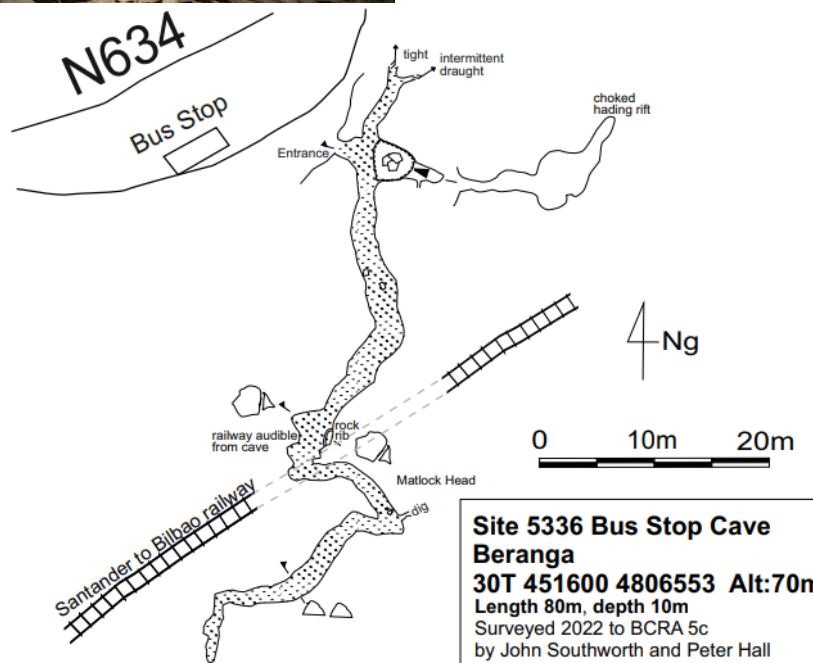 N634
Bus Stop
tight
intermittent
draught
choked
hading rift
Entrance
Ng
railway audible
from cave
rock
rib
0 10m 20m
Matlock Head
dig
Santander to Bilbao railway
Site 5336 Bus Stop Cave
Beranga
30T 451600 4806553 Alt:70m
Length 80m, depth 10m
Surveyed 2022 to BCRA 5c
by John Southworth and Peter Hall